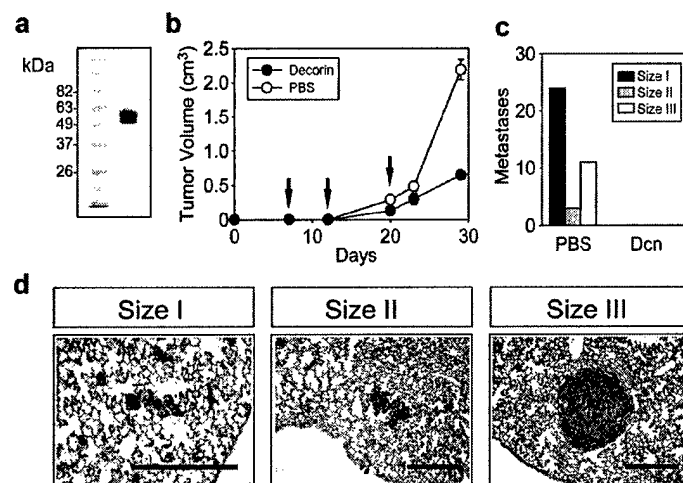 a
kDa
82
63
49
37
26
b
Tumor Volume (cm³)
2.5
2.0
1.5
1.0
0.5
0
Decorin
PBS
0
10
20
30
Days
c
Metastases
30
20
10
0
Size I
Size II
Size III
PBS
Dcn
d
Size I
Size II
Size III